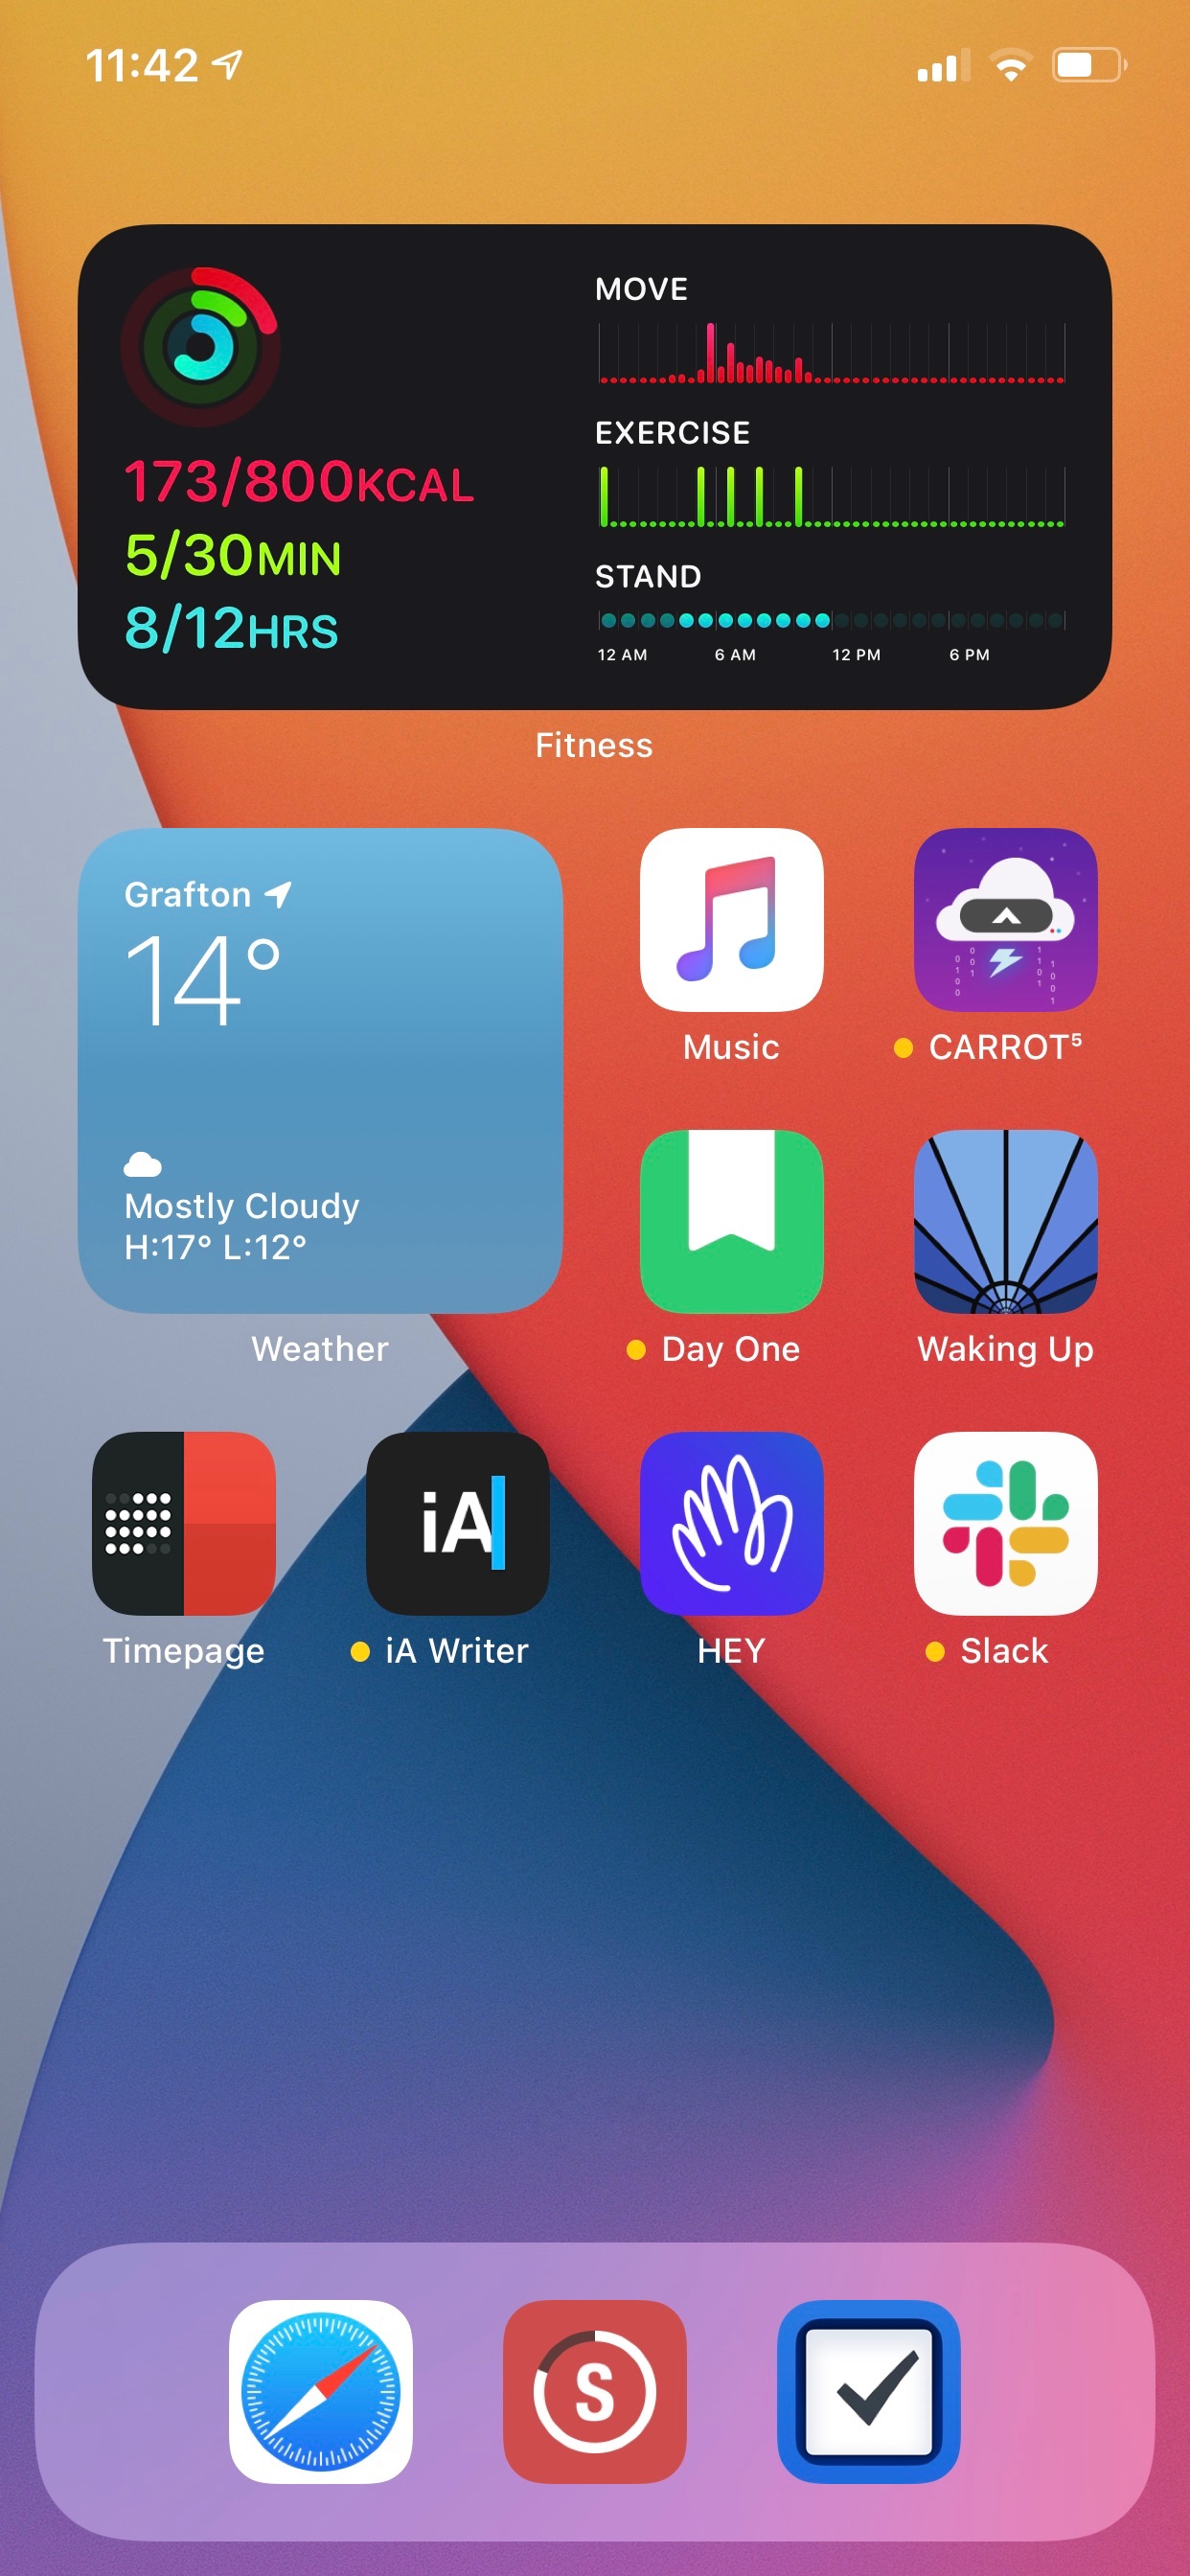 11:42
MOVE
EXERCISE
STAND
12 AM 6 AM 12 PM 6 PM
173/800KCAL
5/30MIN
8/12HRS
Fitness
Grafton
14°
Mostly Cloudy
H:17° L:12°
Weather
Music
CARROT⁵
Day One
Waking Up
iA
Timepage
iA Writer
HEY
Slack
S